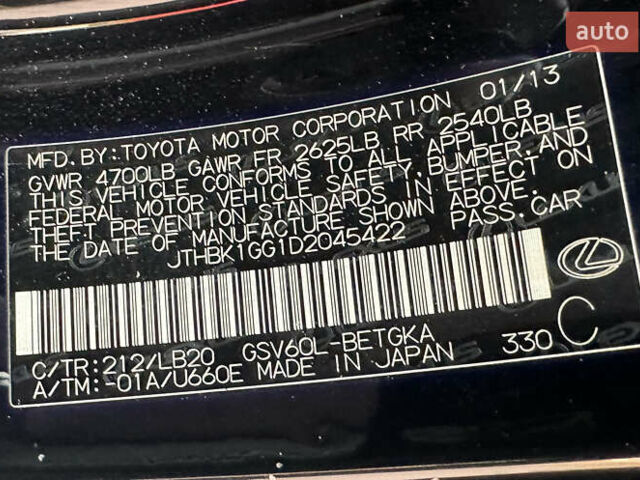 auto
MFD.BY:TOYOTA MOTOR CORPORATION 01/13
GVWR 4700LB GAWR FR 2625LB RR 2540LB
THIS VEHICLE CONFORMS TO ALL APPLICABLE
FEDERAL MOTOR VEHICLE SAFETY,BUMPER AND
THEFT PREVENTION STANDARDS IN EFFECT ON
THE DATE OF MANUFACTURE SHOWN ABOVE.
JTHBK1GG1D2045422 PASS.CAR
C/TR:212/LB20 GSV60L-BETGKA 330 C
A/TM:-01A/U660E MADE IN JAPAN